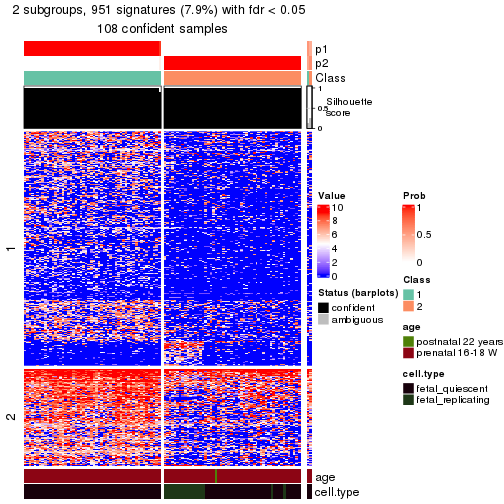 2 subgroups, 951 signatures (7.9%) with fdr < 0.05
108 confident samples
p1
p2
Class
1
0.5
0
Silhouette
score
1
2
Value
10
8
6
4
2
0
Prob
1
0.5
0
Status (barplots)
confident
ambiguous
Class
1
2
age
postnatal 22 years
prenatal 16-18 W
cell.type
fetal_quiescent
fetal_replicating
age
cell.type